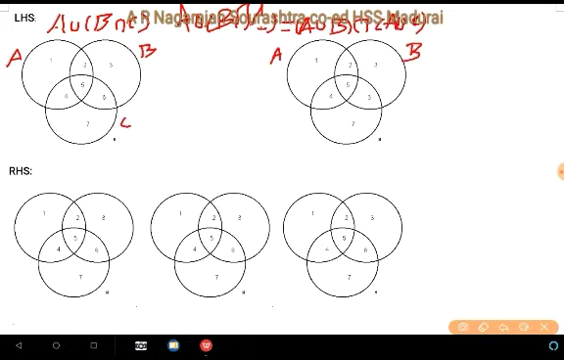 LHS:
A R Nagarajan Sourashtra co-ed HSS Madurai
A∪(B∩C) A∪(B∩C) = (A∪B)∩(A∪C)
A
B
C
1 2 3
4 5 6
7
A
B
1 2 3
4 5 3
7
RHS:
1 2 3
4 5 6
7
1 2 3
4 5 6
7
1 2 3
4 5 6
7